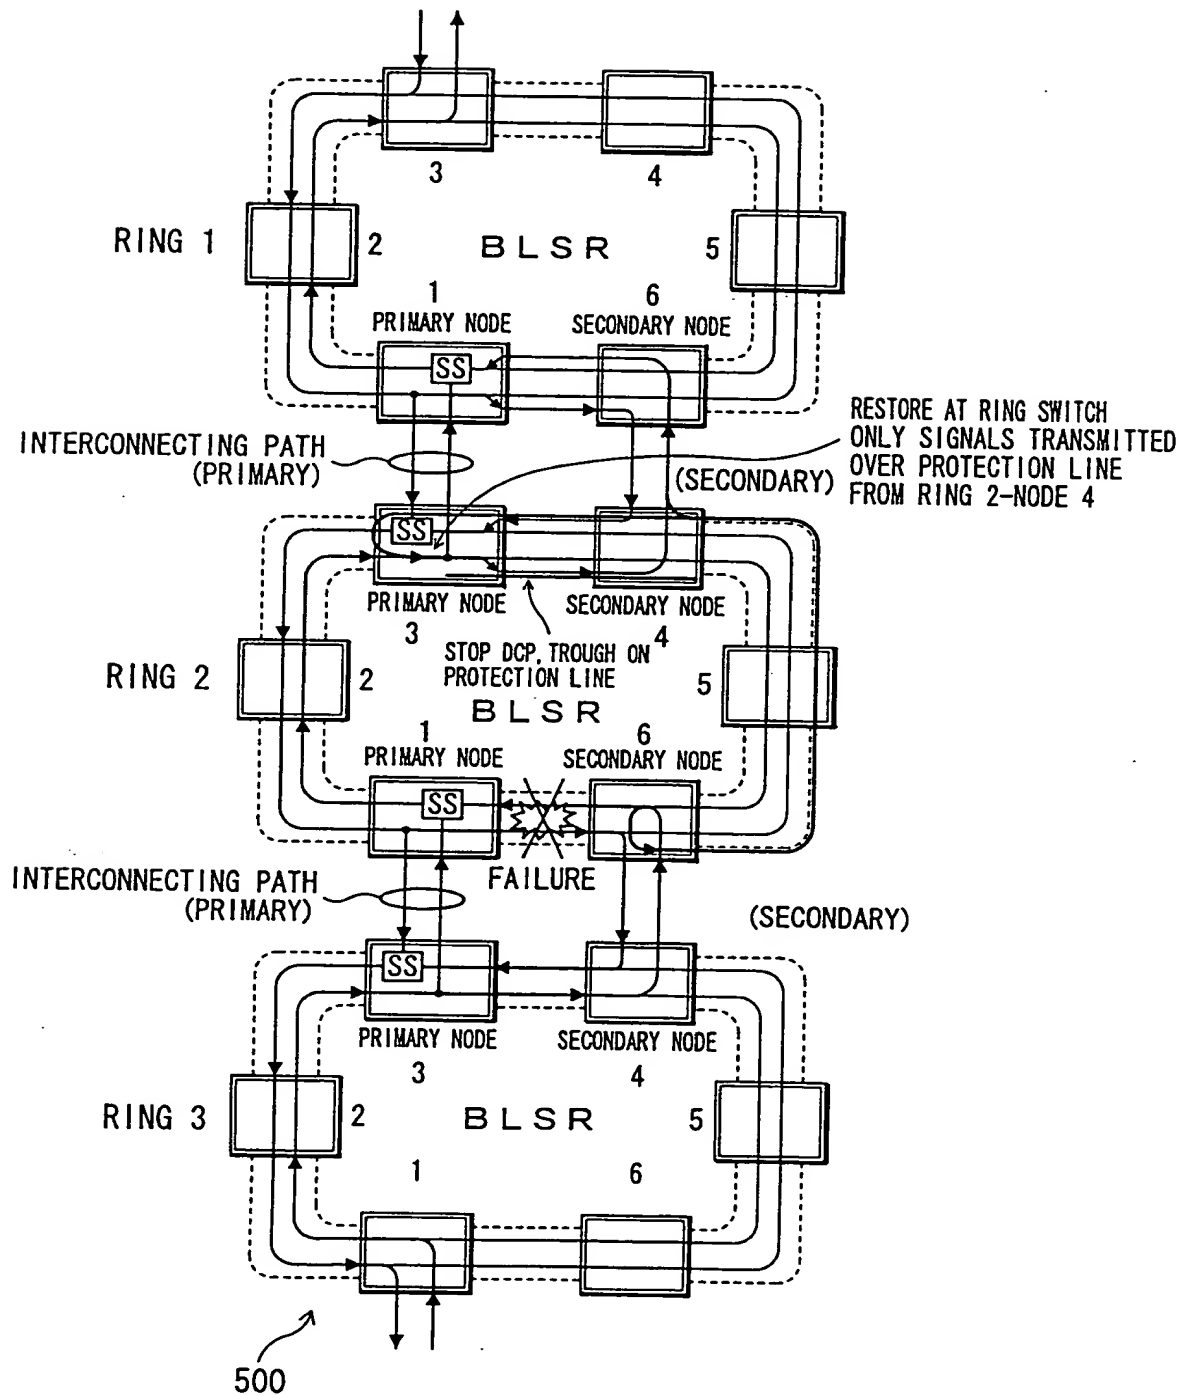 3
4
RING 1
2
BLSR
5
1
PRIMARY NODE
6
SECONDARY NODE
SS
INTERCONNECTING PATH
(PRIMARY)
(SECONDARY)
RESTORE AT RING SWITCH
ONLY SIGNALS TRANSMITTED
OVER PROTECTION LINE
FROM RING 2-NODE 4
SS
PRIMARY NODE
3
SECONDARY NODE
4
STOP DCP, TROUGH ON
PROTECTION LINE
RING 2
2
BLSR
5
1
PRIMARY NODE
6
SECONDARY NODE
SS
FAILURE
INTERCONNECTING PATH
(PRIMARY)
(SECONDARY)
SS
PRIMARY NODE
3
SECONDARY NODE
4
RING 3
2
BLSR
5
1
6
500